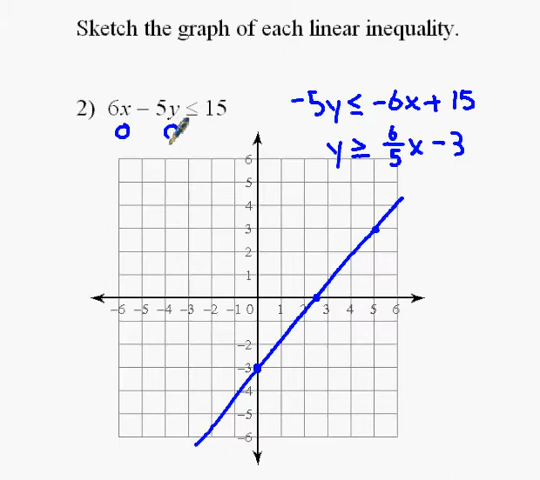 Sketch the graph of each linear inequality.
-5y ≤ -6x + 15
2) 6x − 5y ≤ 15
0 0
y ≥ 6/5 x - 3
6
5
4
3
2
1
−6 −5 −4 −3 −2 −1 0 1 2 3 4 5 6
−2
−3
−4
−5
−6